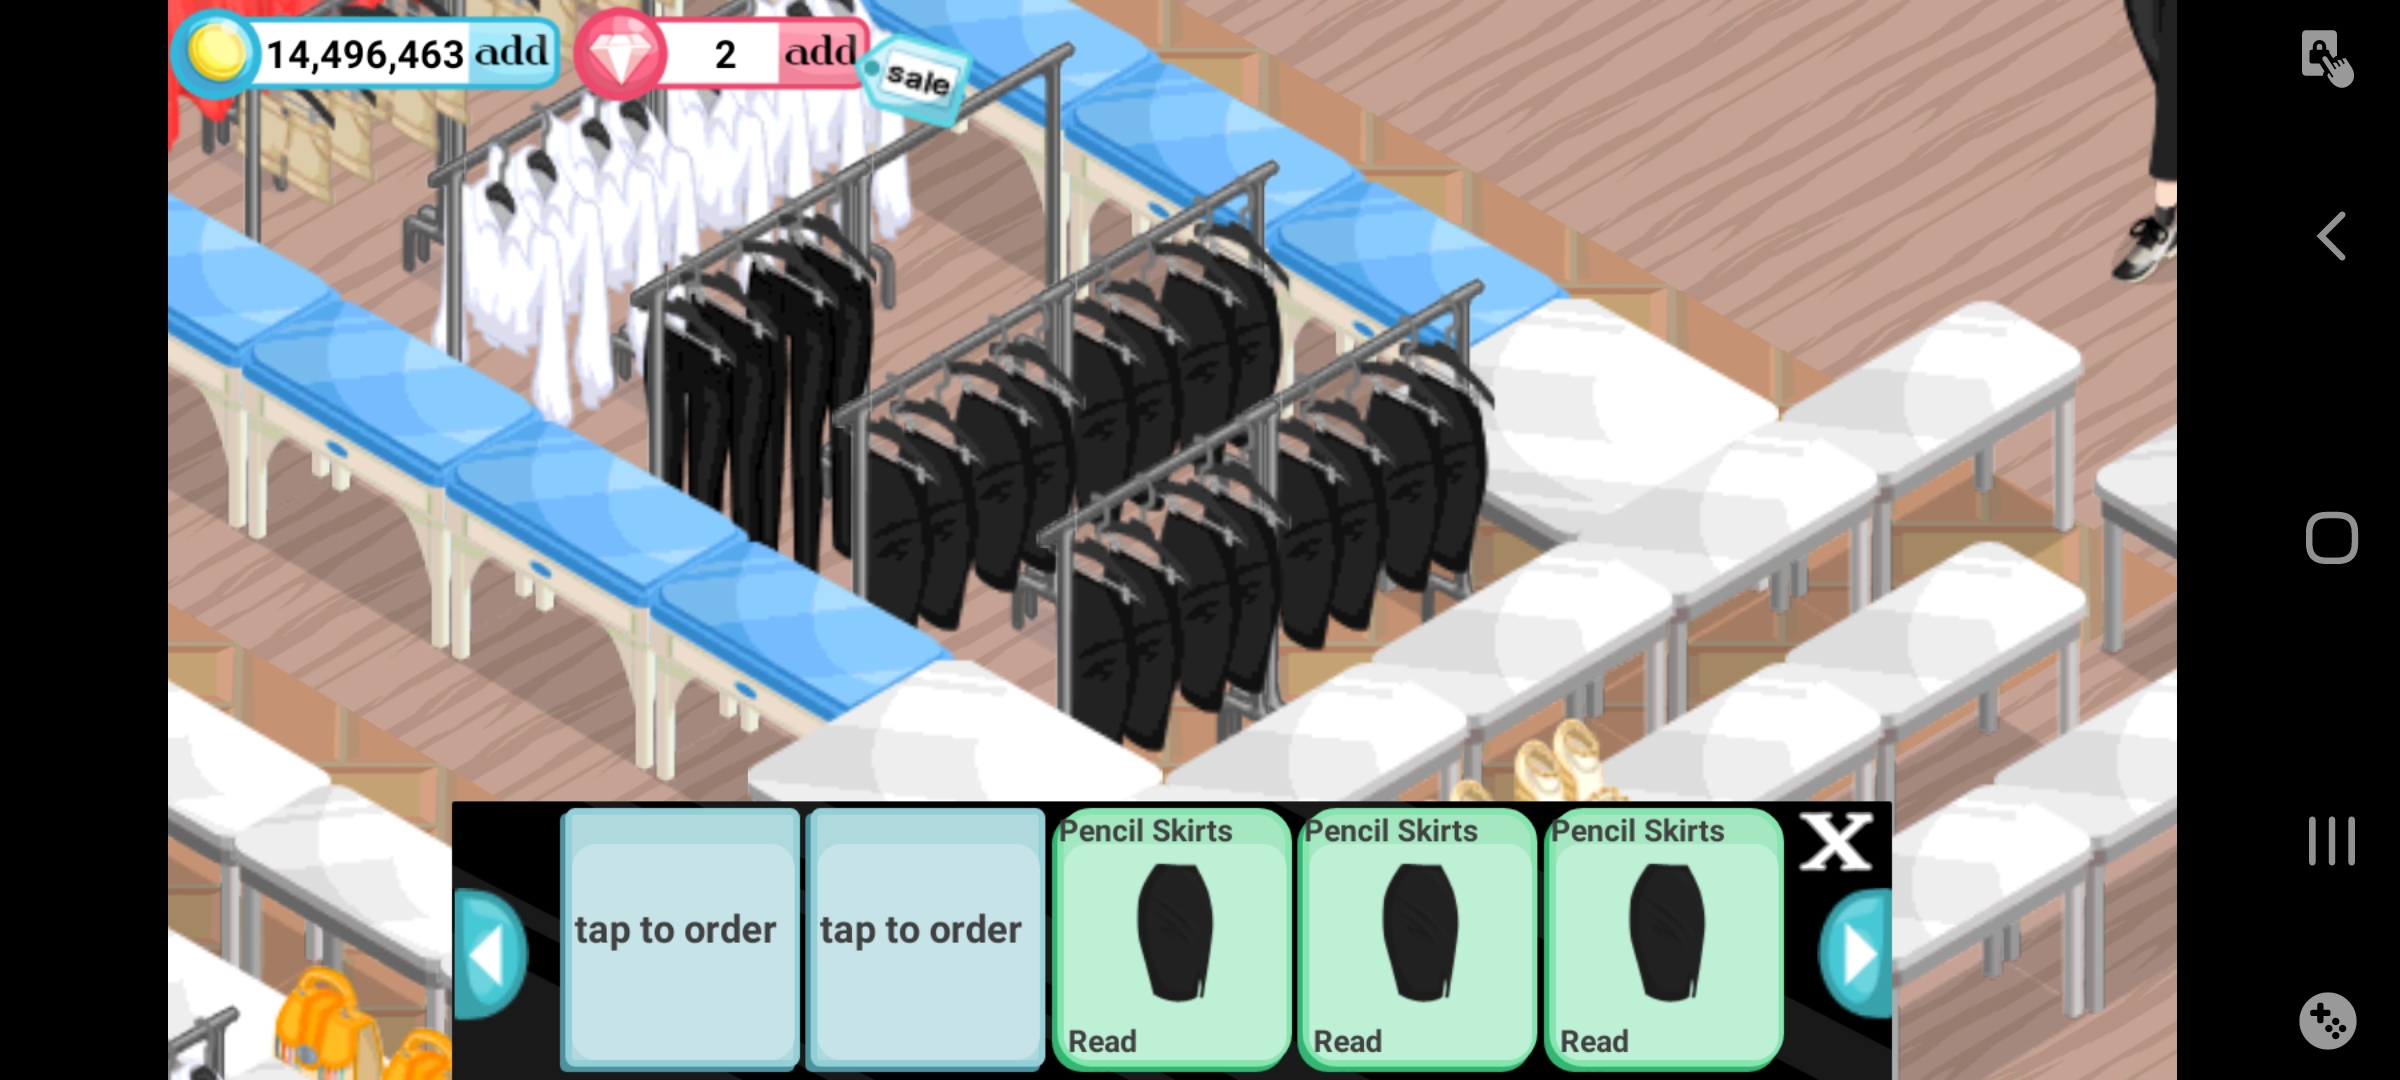 14,496,463 add
2 add
sale
tap to order
tap to order
Pencil Skirts
Read
Pencil Skirts
Read
Pencil Skirts
Read
X